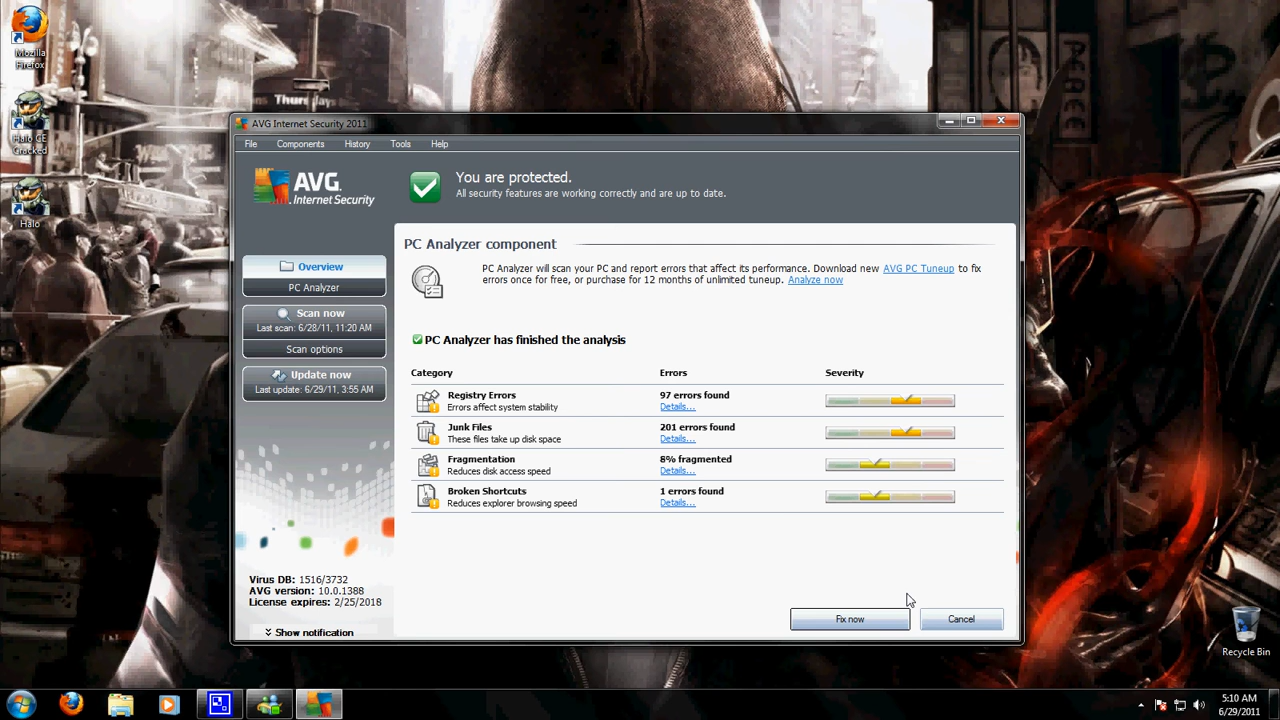 Mozilla
Firefox
Halo CE
Cracked
Halo
Thursdays
AVG Internet Security 2011
File Components History Tools Help
AVG.
Internet Security
You are protected.
All security features are working correctly and are up to date.
Overview
PC Analyzer
Scan now
Last scan: 6/28/11, 11:20 AM
Scan options
Update now
Last update: 6/29/11, 3:55 AM
Virus DB: 1516/3732
AVG version: 10.0.1388
License expires: 2/25/2018
Show notification
PC Analyzer component
PC Analyzer will scan your PC and report errors that affect its performance. Download new AVG PC Tuneup to fix
errors once for free, or purchase for 12 months of unlimited tuneup. Analyze now
PC Analyzer has finished the analysis
Category Errors Severity
Registry Errors 97 errors found
Errors affect system stability Details...
Junk Files 201 errors found
These files take up disk space Details...
Fragmentation 8% fragmented
Reduces disk access speed Details...
Broken Shortcuts 1 errors found
Reduces explorer browsing speed Details...
Fix now Cancel
Recycle Bin
5:10 AM
6/29/2011